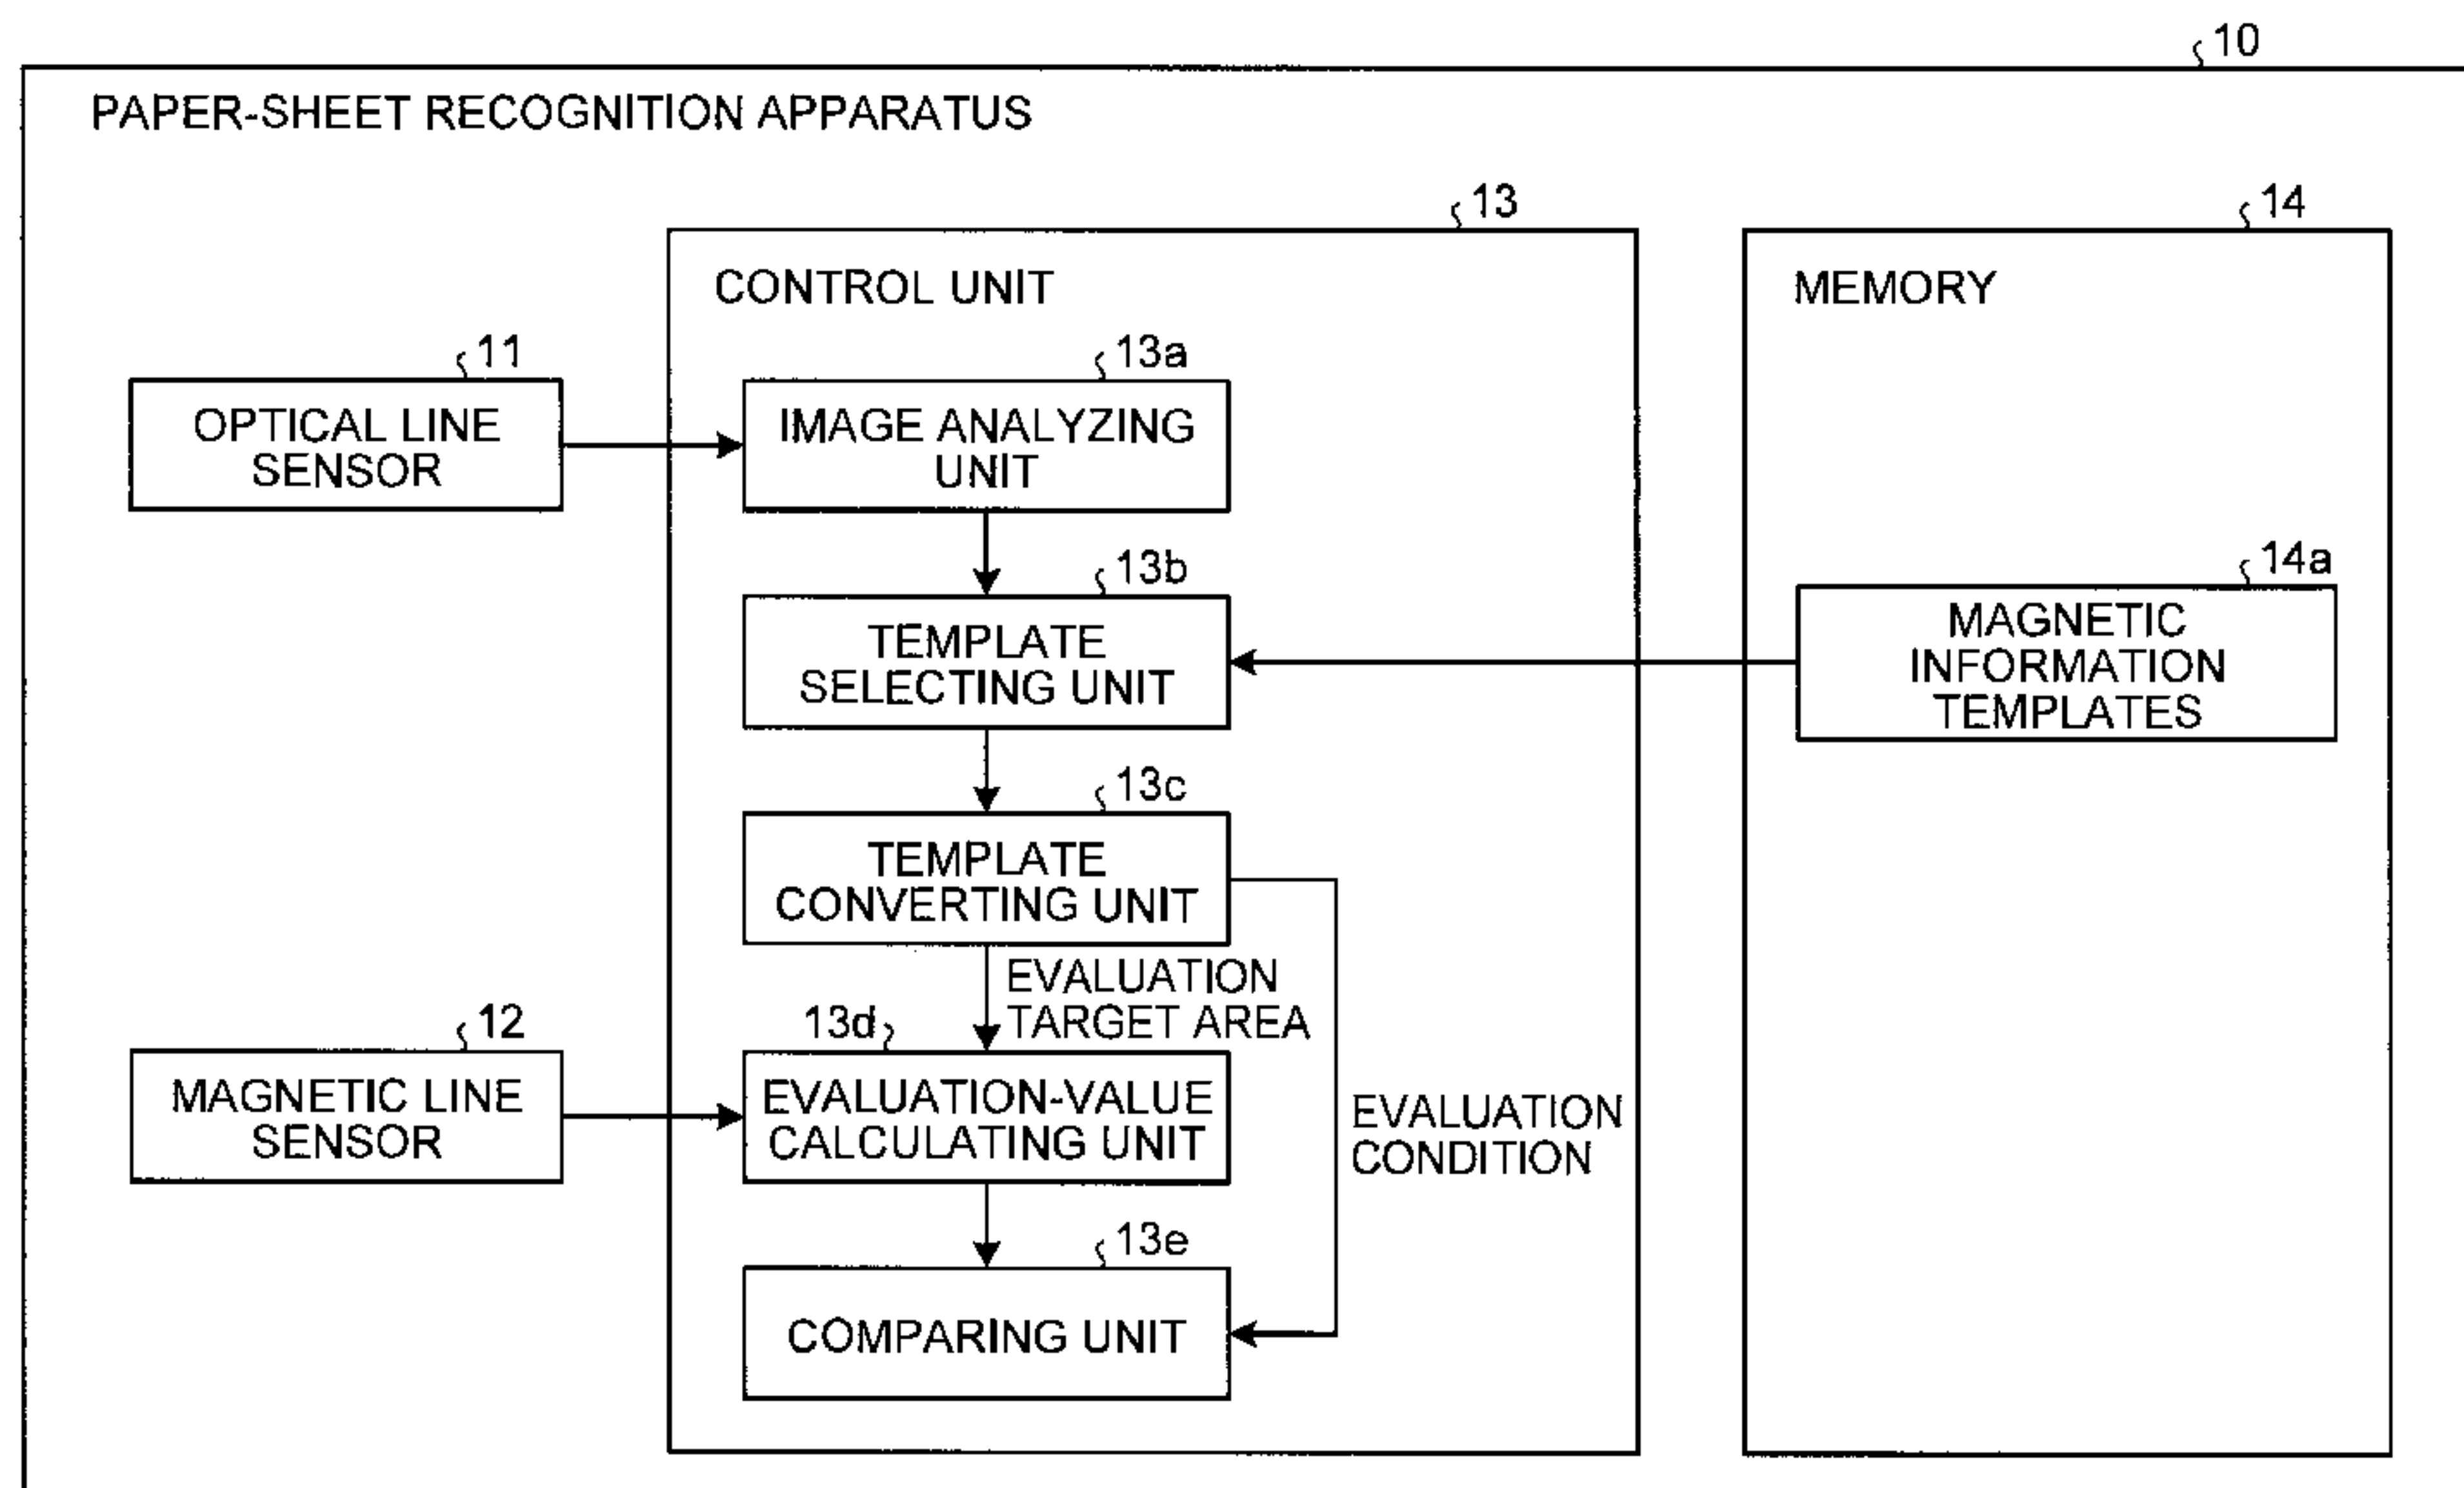 10
PAPER-SHEET RECOGNITION APPARATUS
13
14
CONTROL UNIT
MEMORY
11
13a
OPTICAL LINE
SENSOR
IMAGE ANALYZING
UNIT
13b
14a
TEMPLATE
SELECTING UNIT
MAGNETIC
INFORMATION
TEMPLATES
13c
TEMPLATE
CONVERTING UNIT
EVALUATION
TARGET AREA
12
13d
MAGNETIC LINE
SENSOR
EVALUATION-VALUE
CALCULATING UNIT
EVALUATION
CONDITION
13e
COMPARING UNIT